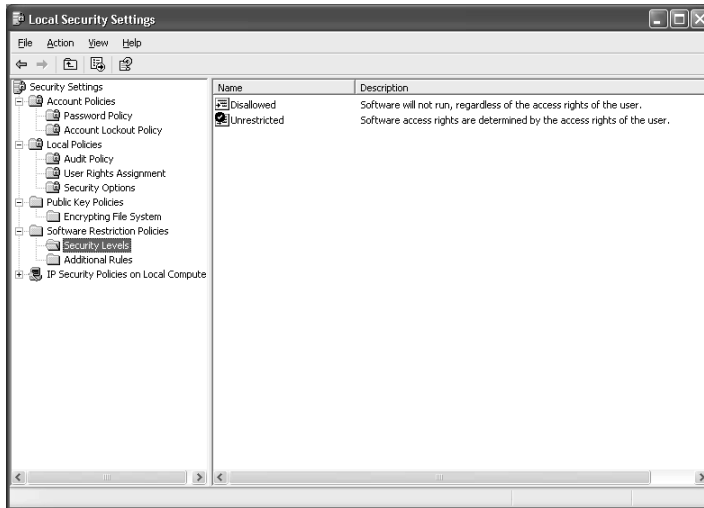 Local Security Settings
File Action View Help
Security Settings
Account Policies
Password Policy
Account Lockout Policy
Local Policies
Audit Policy
User Rights Assignment
Security Options
Public Key Policies
Encrypting File System
Software Restriction Policies
Security Levels
Additional Rules
IP Security Policies on Local Compute
Name Description
Disallowed Software will not run, regardless of the access rights of the user.
Unrestricted Software access rights are determined by the access rights of the user.